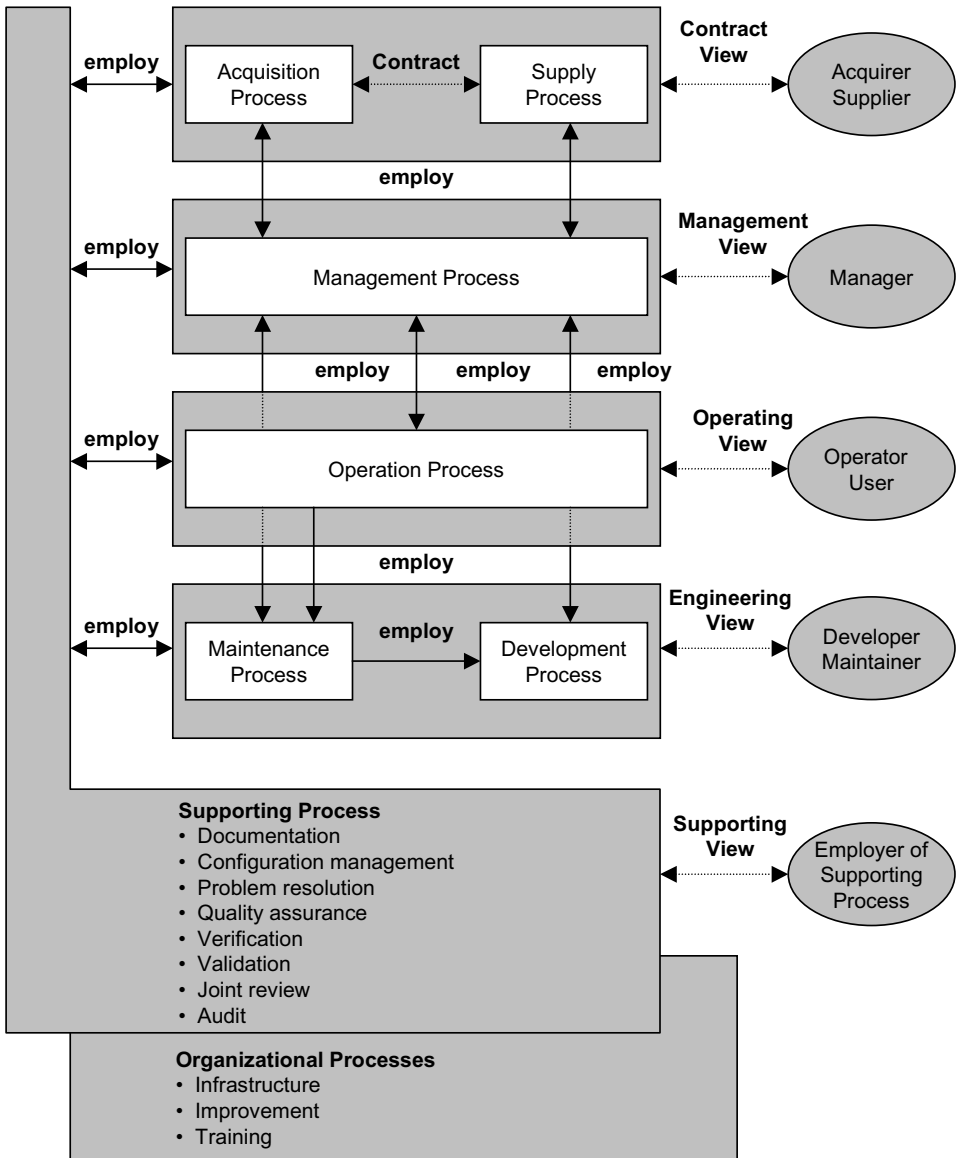 employ
Acquisition
Process
Contract
Supply
Process
Contract
View
Acquirer
Supplier
employ
employ
Management Process
Management
View
Manager
employ
employ
employ
employ
Operation Process
Operating
View
Operator
User
employ
employ
Maintenance
Process
employ
Development
Process
Engineering
View
Developer
Maintainer
Supporting Process
• Documentation
• Configuration management
• Problem resolution
• Quality assurance
• Verification
• Validation
• Joint review
• Audit
Supporting
View
Employer of
Supporting
Process
Organizational Processes
• Infrastructure
• Improvement
• Training